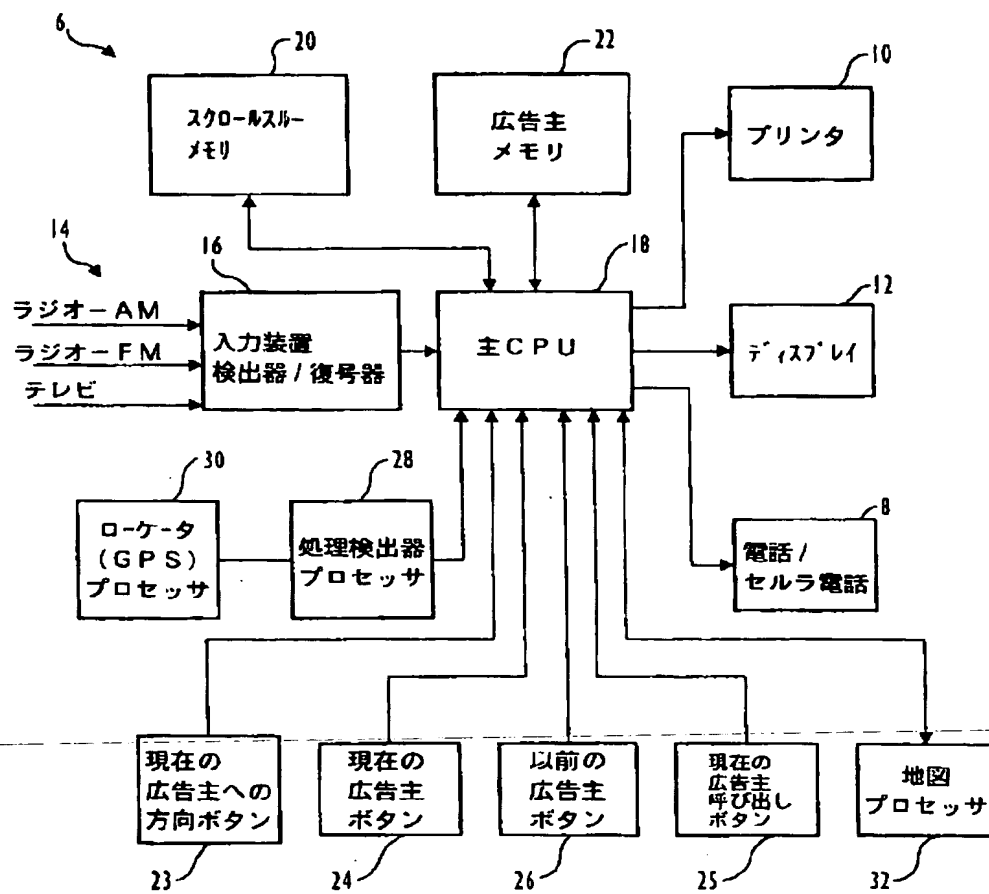 6
20
22
10
スクロールスルー
メモリ
広告主
メモリ
プリンタ
14
16
18
12
ラジオーAM
ラジオーFM
テレビ
入力装置
検出器/復号器
主CPU
ディスプレイ
30
28
8
ローケータ
(GPS)
プロセッサ
処理検出器
プロセッサ
電話/
セルラ電話
現在の
広告主への
方向ボタン
現在の
広告主
ボタン
以前の
広告主
ボタン
現在の
広告主
呼び出し
ボタン
地図
プロセッサ
23
24
26
25
32